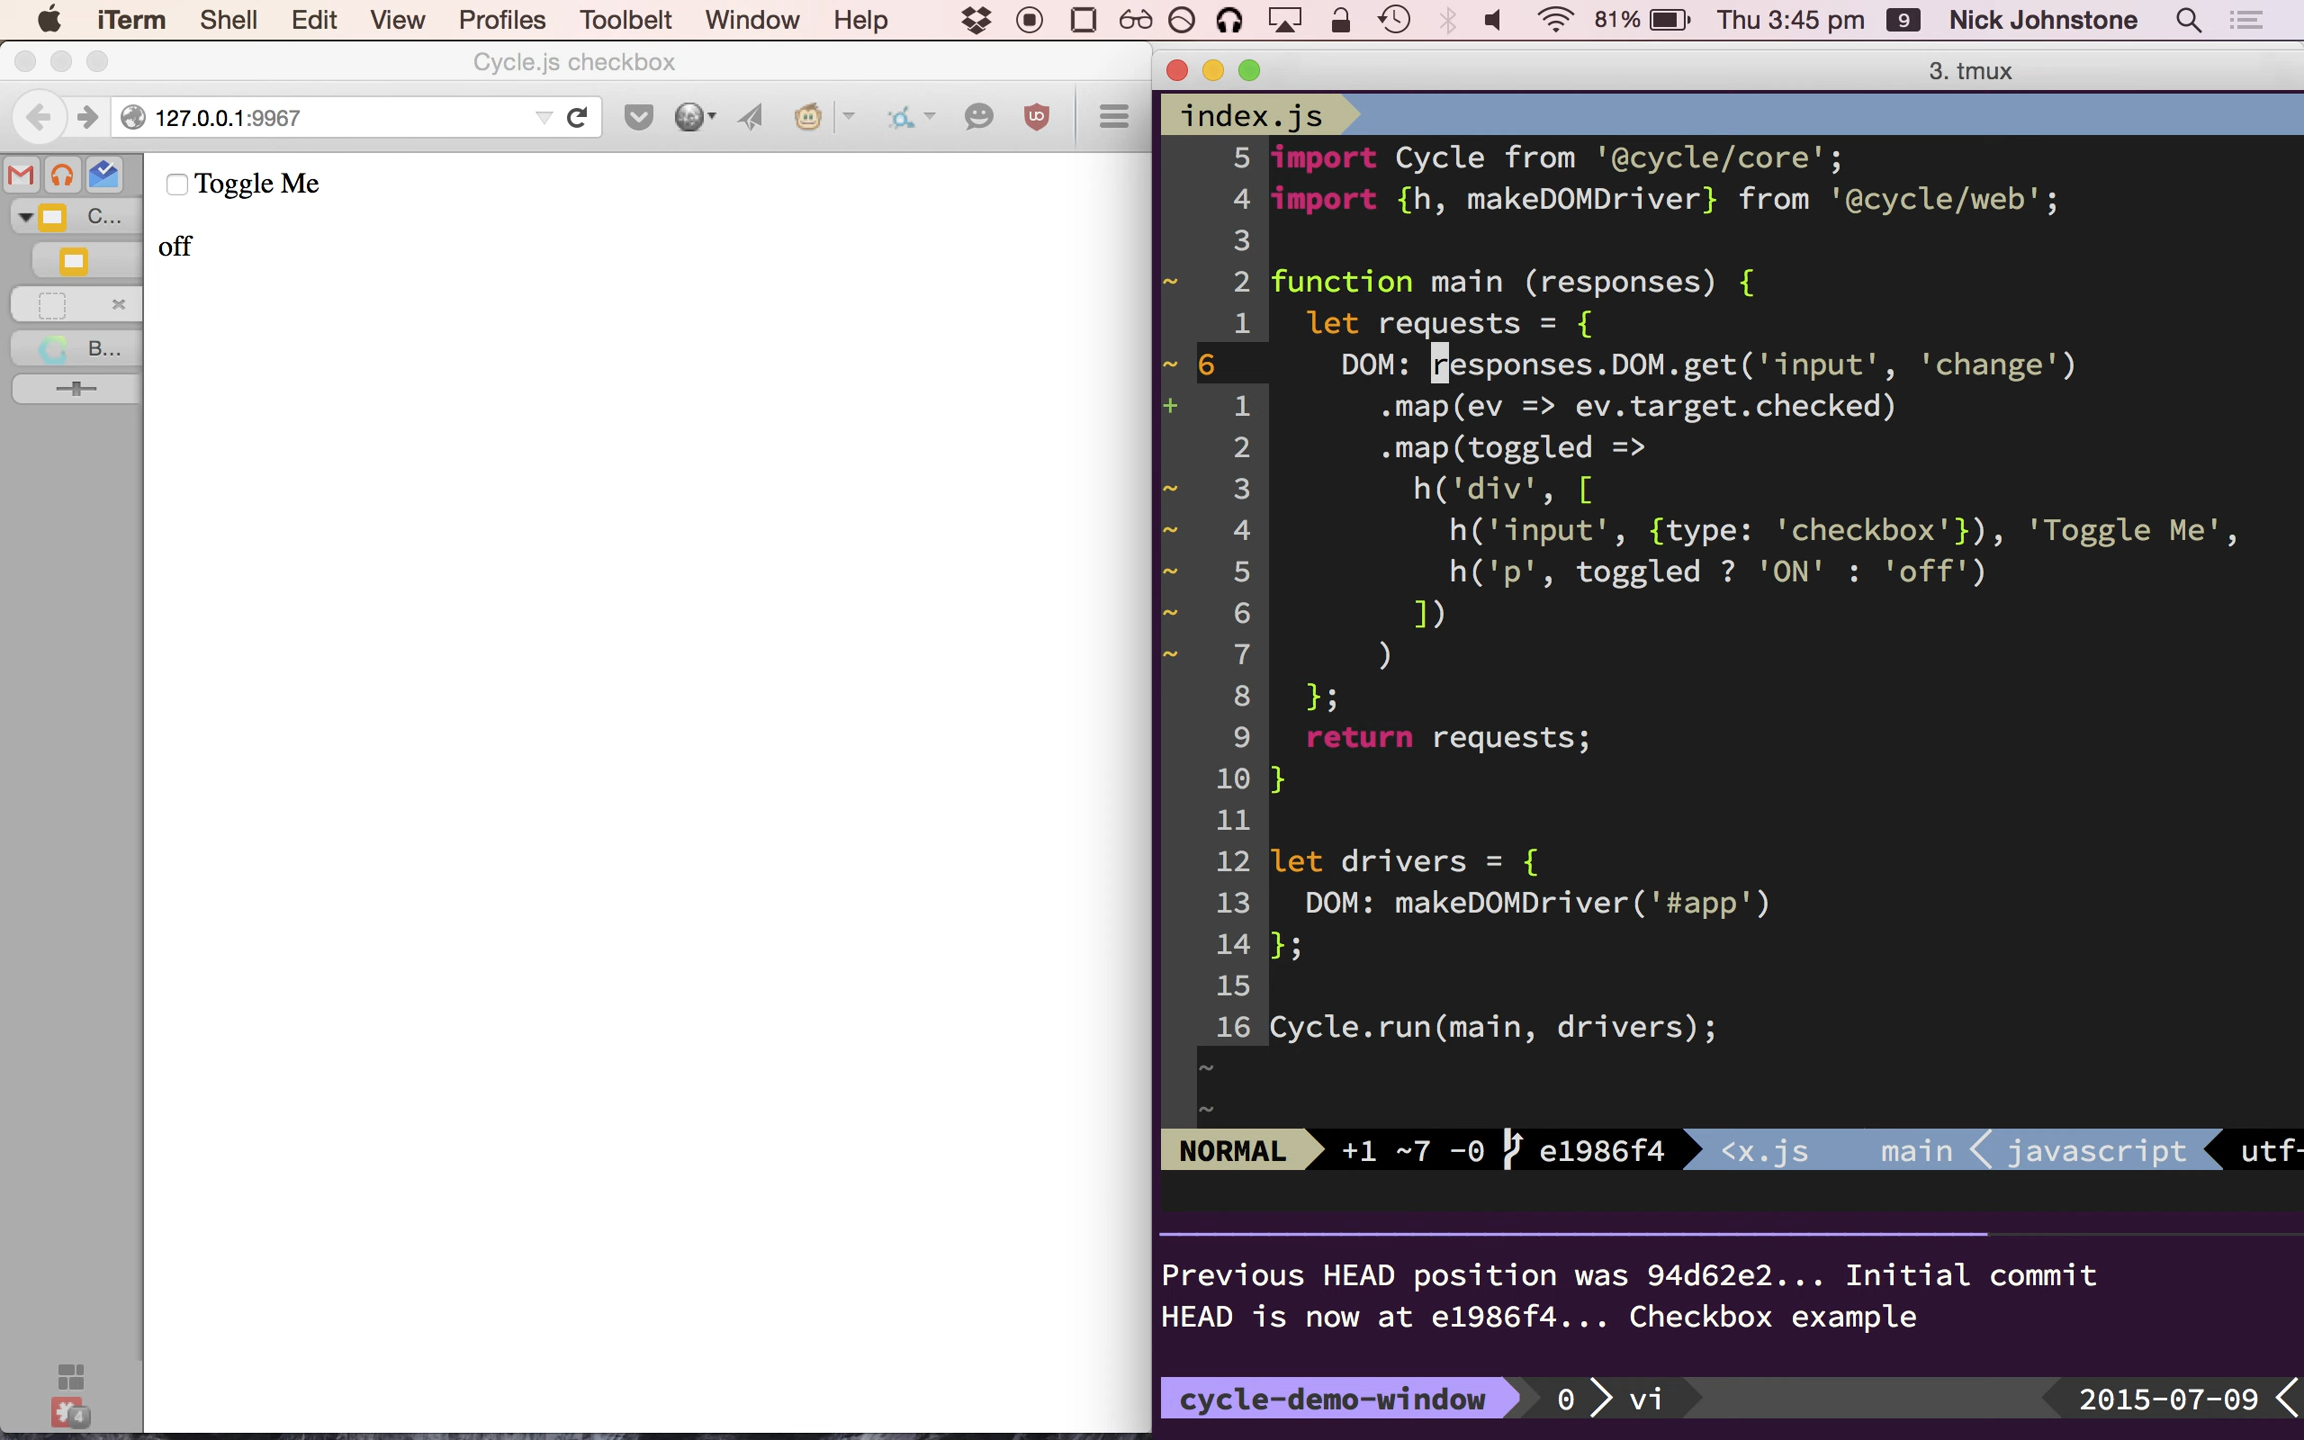 iTerm Shell Edit View Profiles Toolbelt Window Help 81% Thu 3:45 pm 9 Nick Johnstone
Cycle.js checkbox
127.0.0.1:9967
C...
B...
4
Toggle Me
off
3. tmux
index.js
5 import Cycle from '@cycle/core';
4 import {h, makeDOMDriver} from '@cycle/web';
3
~ 2 function main (responses) {
1 let requests = {
~ 6 DOM: responses.DOM.get('input', 'change')
+ 1 .map(ev => ev.target.checked)
2 .map(toggled =>
~ 3 h('div', [
~ 4 h('input', {type: 'checkbox'}), 'Toggle Me',
~ 5 h('p', toggled ? 'ON' : 'off')
~ 6 ])
~ 7 )
8 };
9 return requests;
10 }
11
12 let drivers = {
13 DOM: makeDOMDriver('#app')
14 };
15
16 Cycle.run(main, drivers);
~
~
NORMAL +1 ~7 -0 e1986f4 <x.js main javascript utf-
Previous HEAD position was 94d62e2... Initial commit
HEAD is now at e1986f4... Checkbox example
cycle-demo-window 0 vi 2015-07-09